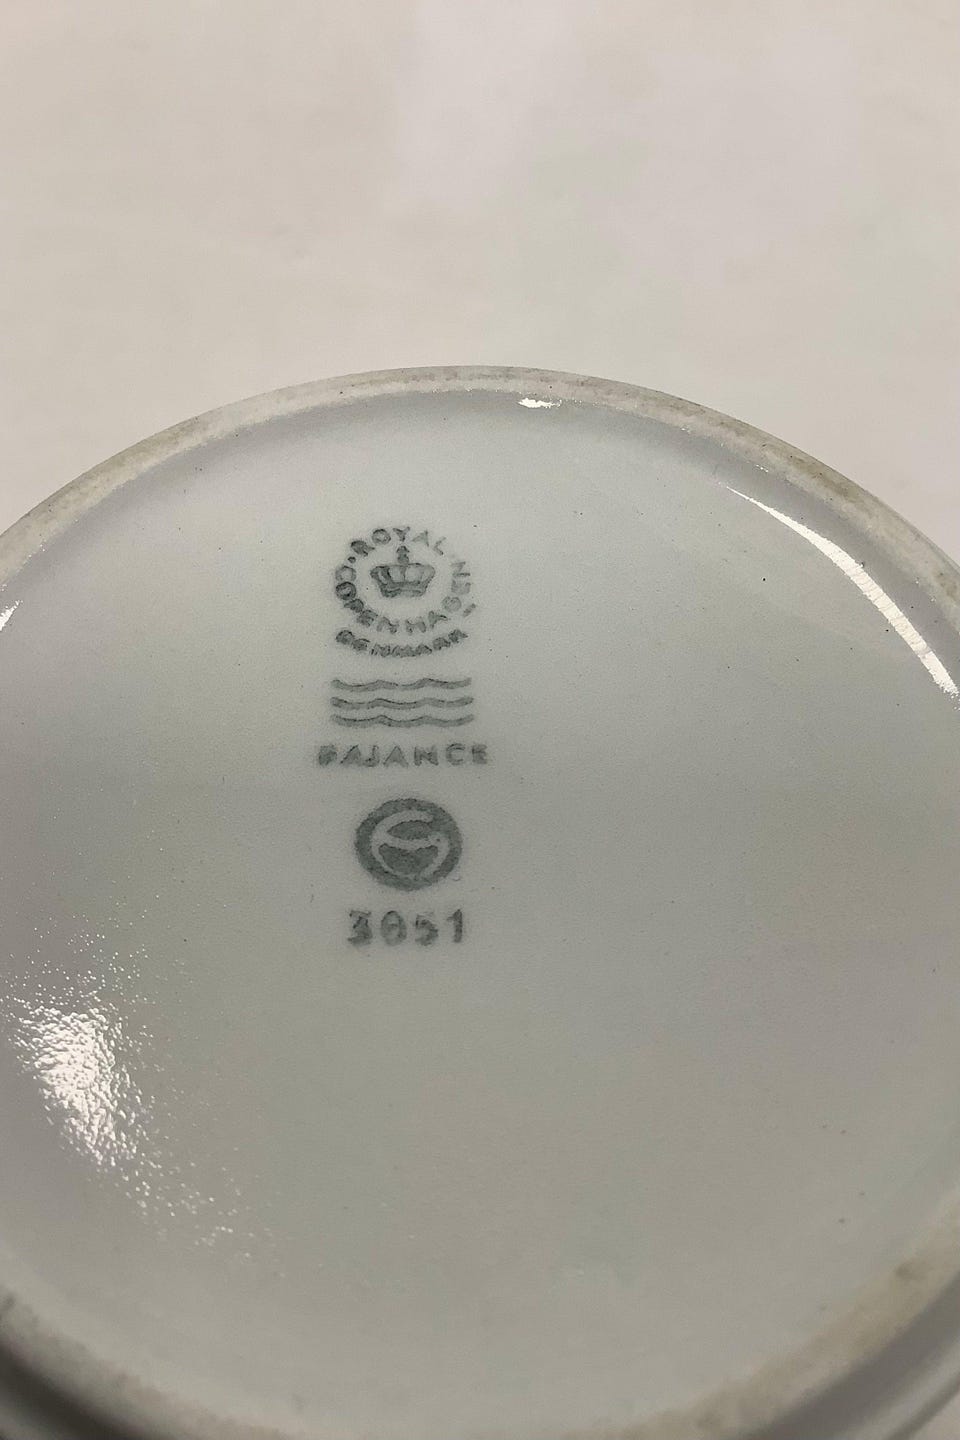 ROYAL COPENHAGEN
DENMARK
FAJANCE
3051